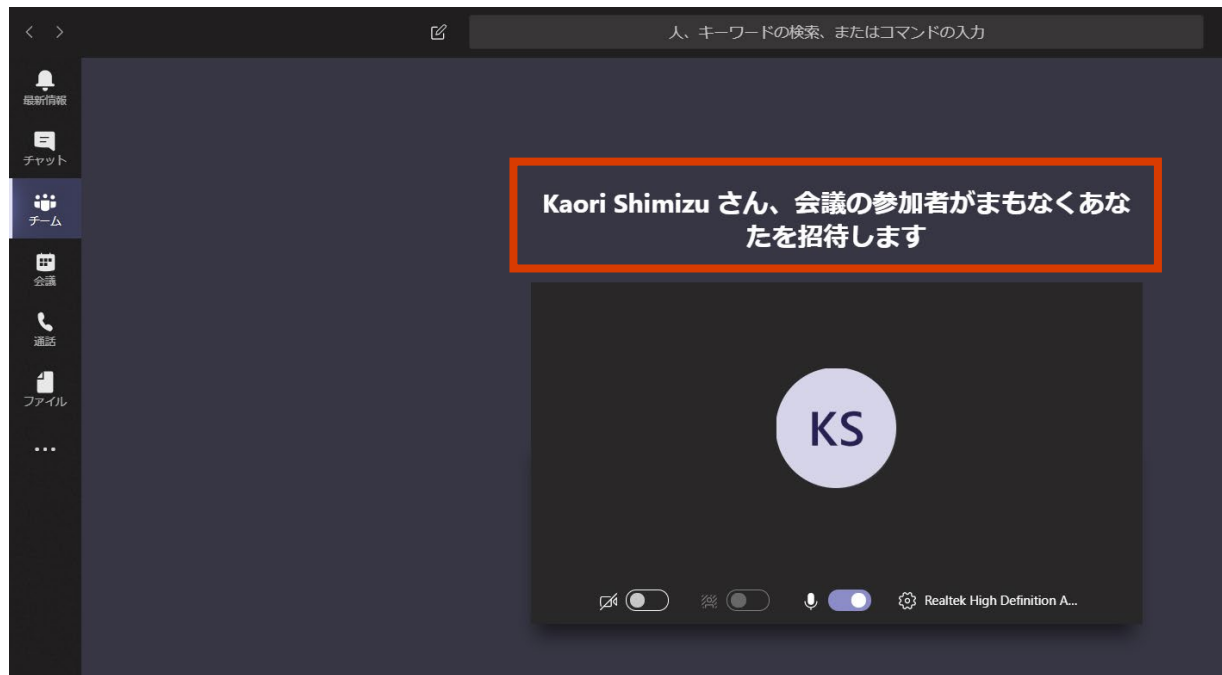 人、キーワードの検索、またはコマンドの入力
最新情報
チャット
チーム
会議
通話
ファイル
Kaori Shimizu さん、会議の参加者がまもなくあな
たを招待します
KS
Realtek High Definition A...